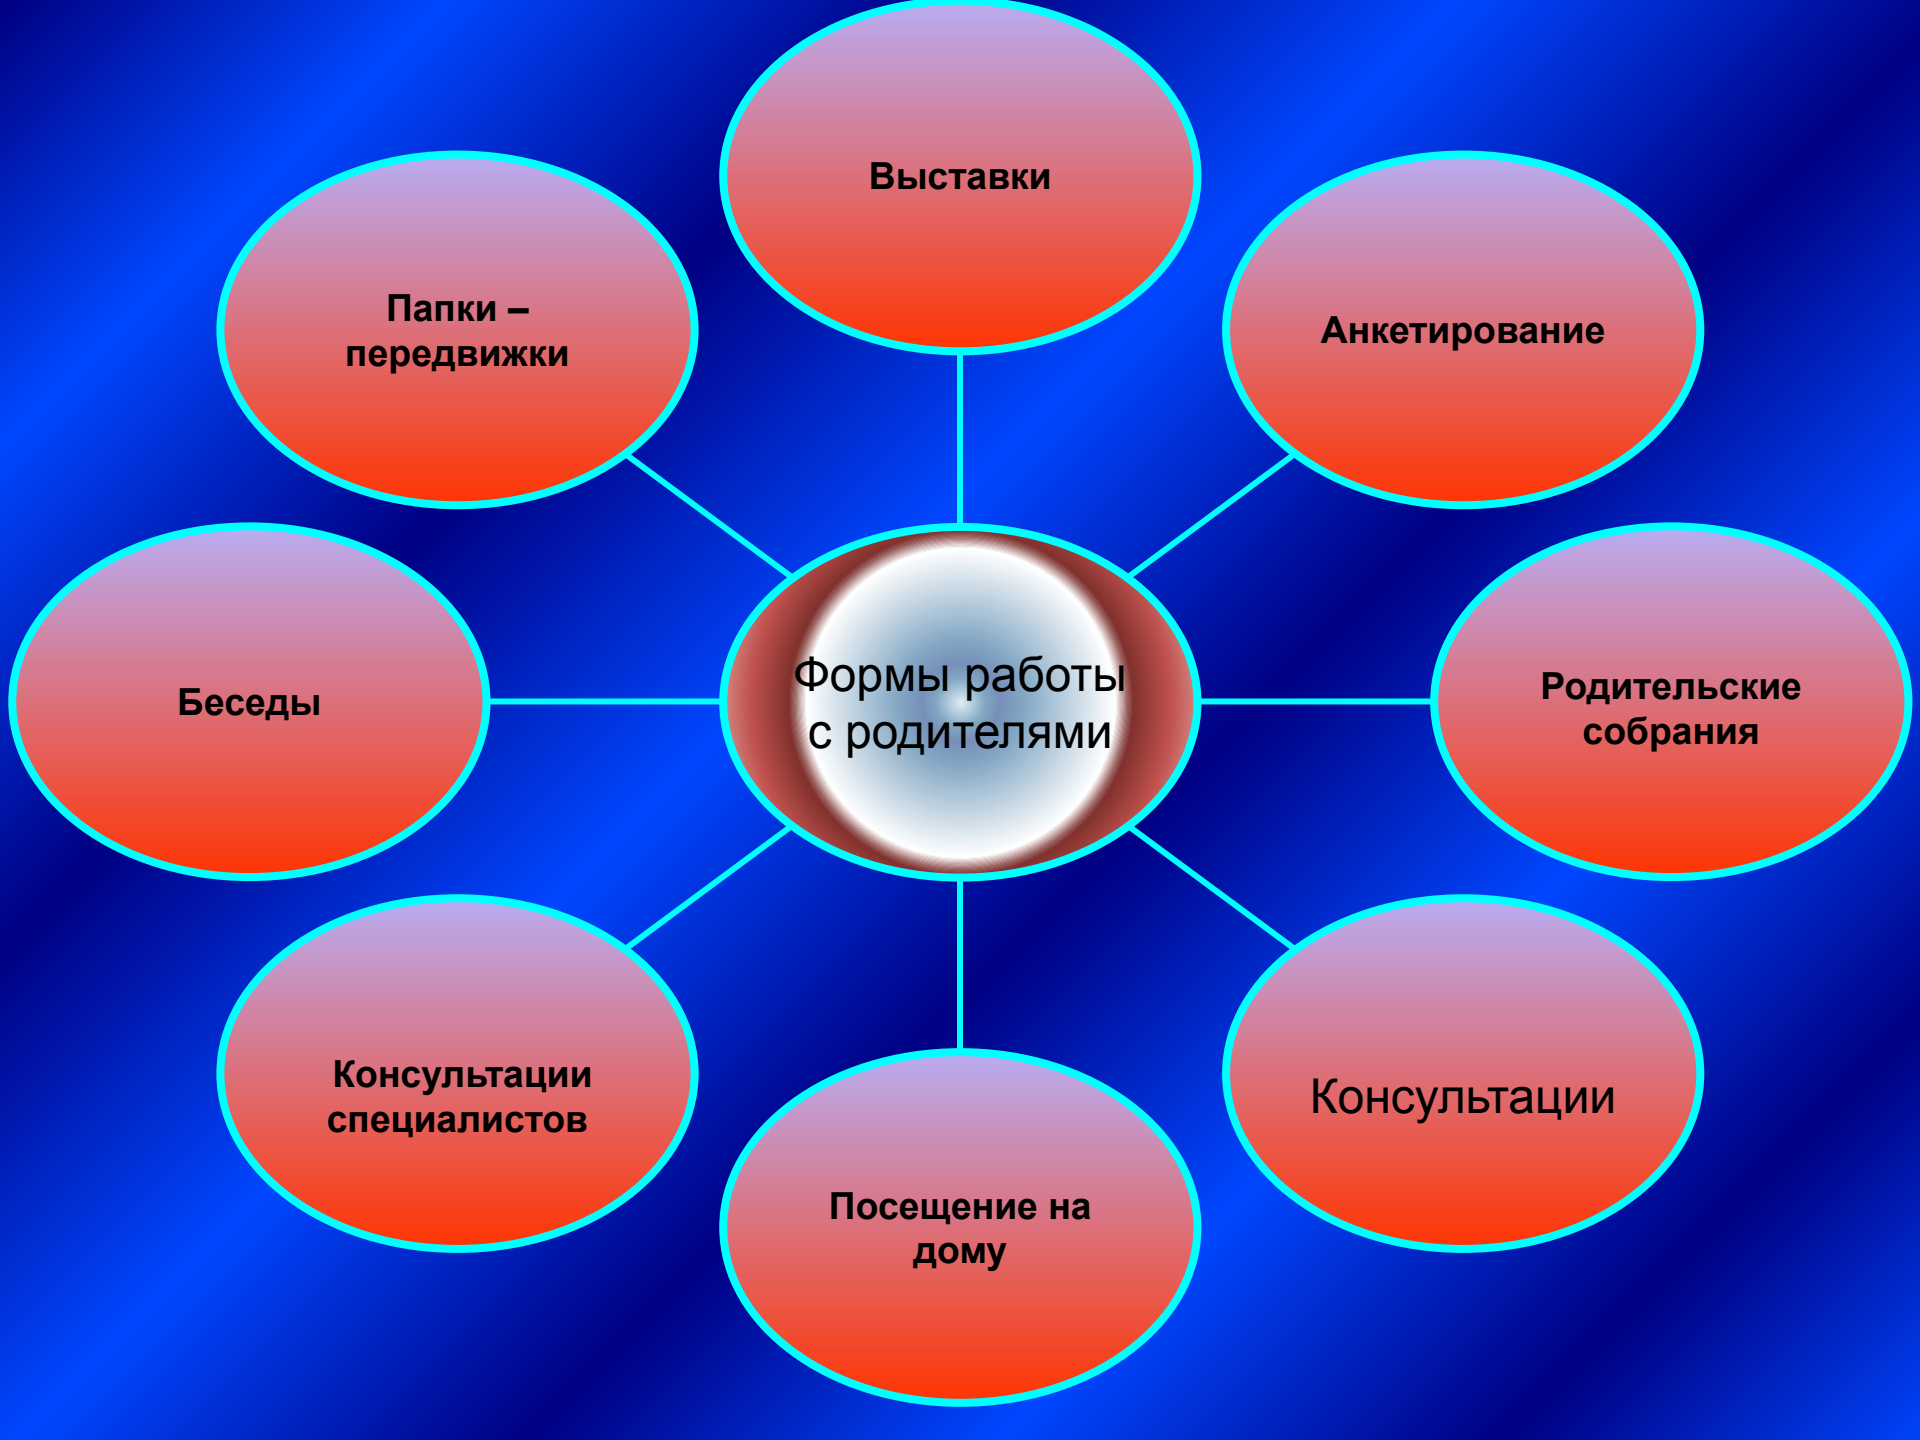 Выставки
Папки –
передвижки
Анкетирование
Беседы
Формы работы
с родителями
Родительские
собрания
Консультации
специалистов
Консультации
Посещение на
дому